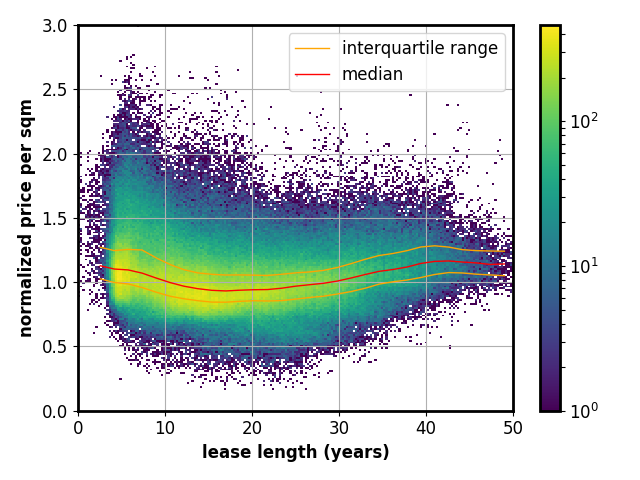 3.0
2.5
2.0
1.5
1.0
0.5
0.0
normalized price per sqm
interquartile range
median
0 10 20 30 40 50
lease length (years)
10²
10¹
10⁰